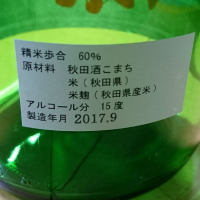 精米歩合 60%
原材料 秋田酒こまち
米(秋田県)
米麹(秋田県産米)
アルコール分 15度
製造年月 2017.9